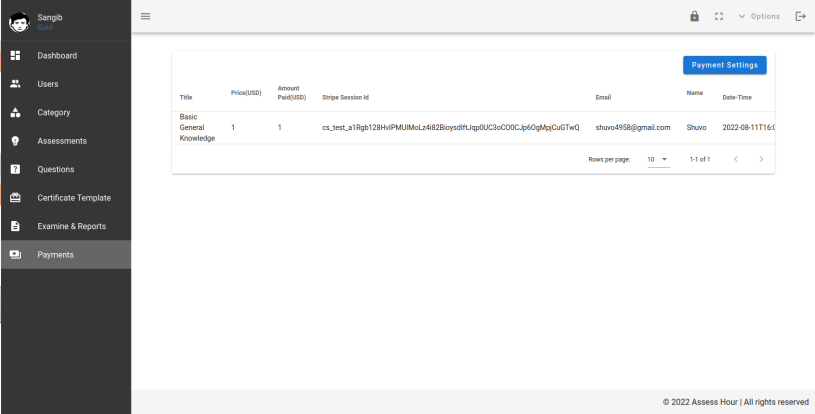 Sangib
Gold
Options
Dashboard
Users
Category
Assessments
Questions
Certificate Template
Examine & Reports
Payments
Payment Settings
Title Price(USD) Amount Paid(USD) Stripe Session Id Email Name Date-Time
Basic
General
Knowledge
1 1 cs_test_a1Rgb128HvIPMUIMoLz4i82BioysdlftJqp0UC3oCO0CJp6OgMpjCuGTwQ shuvo4958@gmail.com Shuvo 2022-08-11T16:0
Rows per page: 10 1-1 of 1
© 2022 Assess Hour | All rights reserved